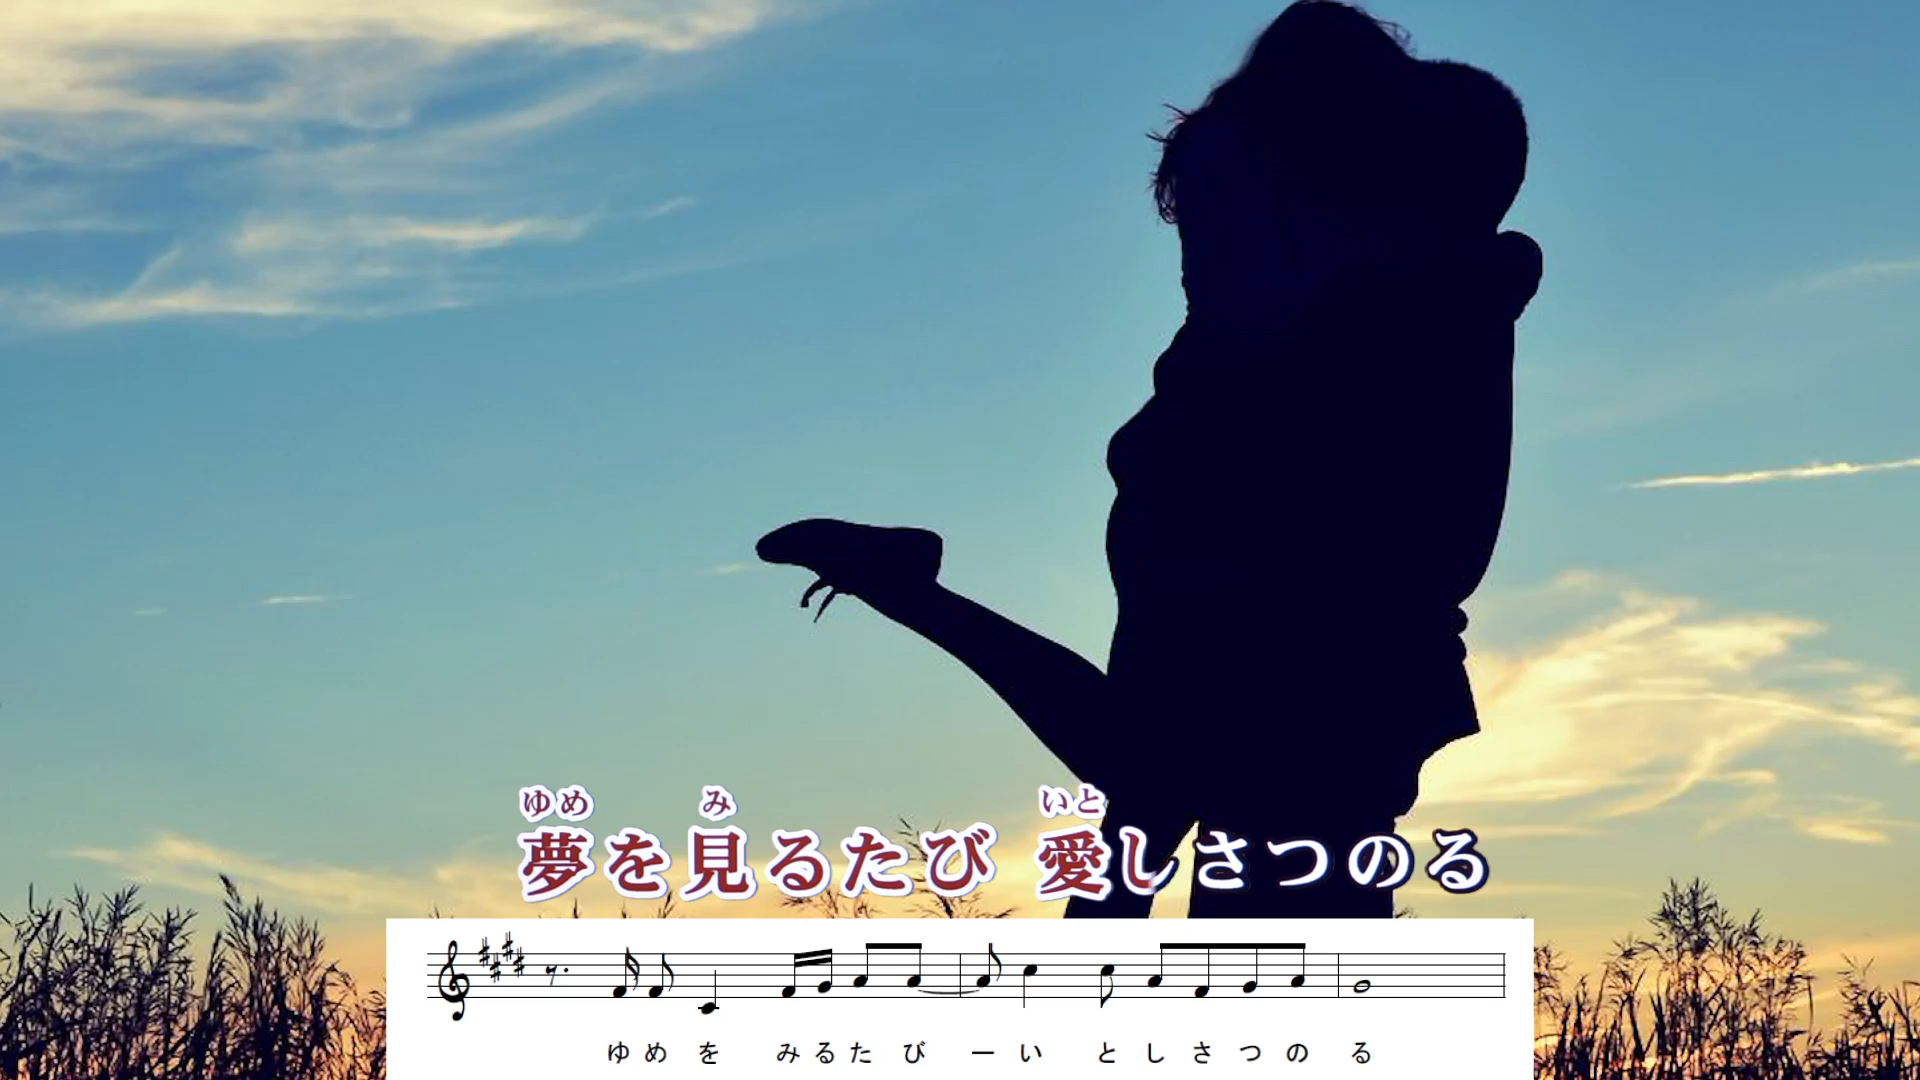 ゆめ み いと
夢を見るたび 愛しさつのる
ゆ め を み る た び ー い と し さ つ の る